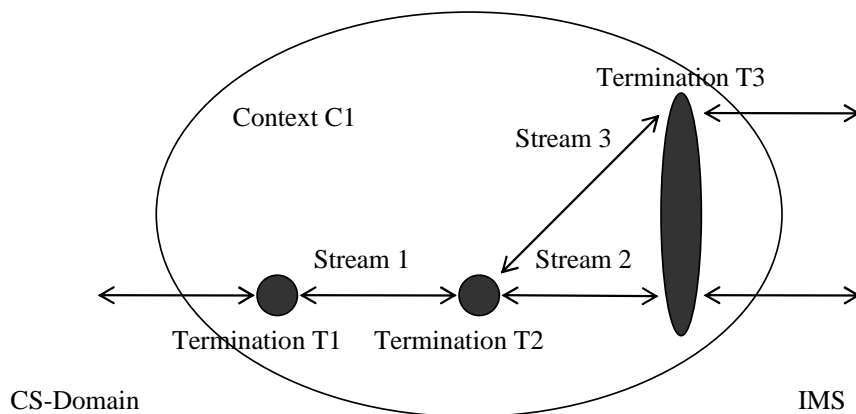 Termination T3
Context C1
Stream 3
Stream 1
Stream 2
Termination T1
Termination T2
CS-Domain
IMS